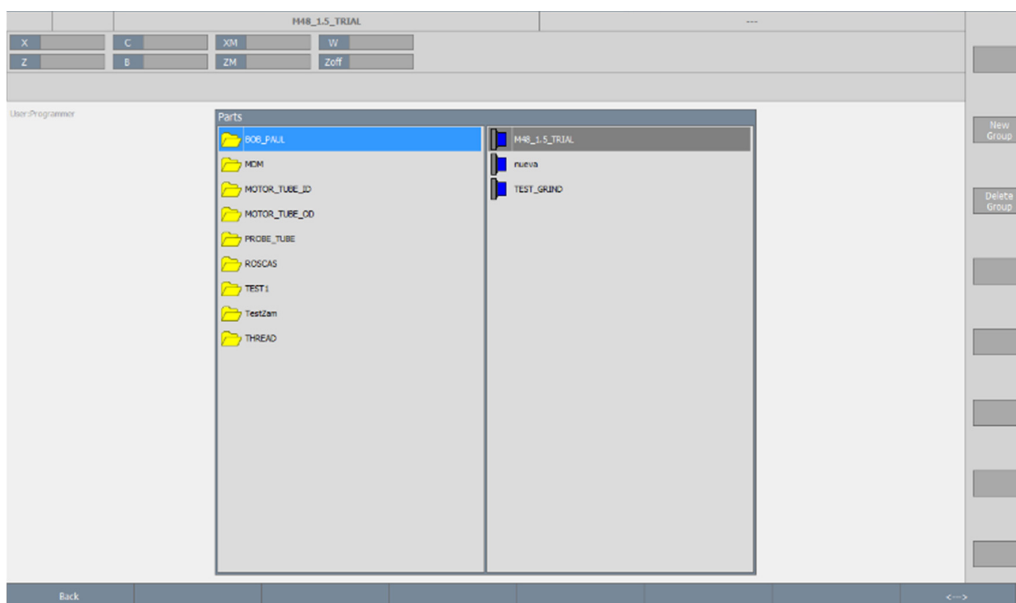 M48_1.5_TRIAL ---
X C XM W
Z B ZM Zoff
User:Programmer
Parts
BOB_PAUL
MDM
MOTOR_TUBE_ID
MOTOR_TUBE_OD
PROBE_TUBE
ROSCAS
TEST1
TestZam
THREAD
M48_1.5_TRIAL
nueva
TEST_GRIND
New
Group
Delete
Group
Back <--->